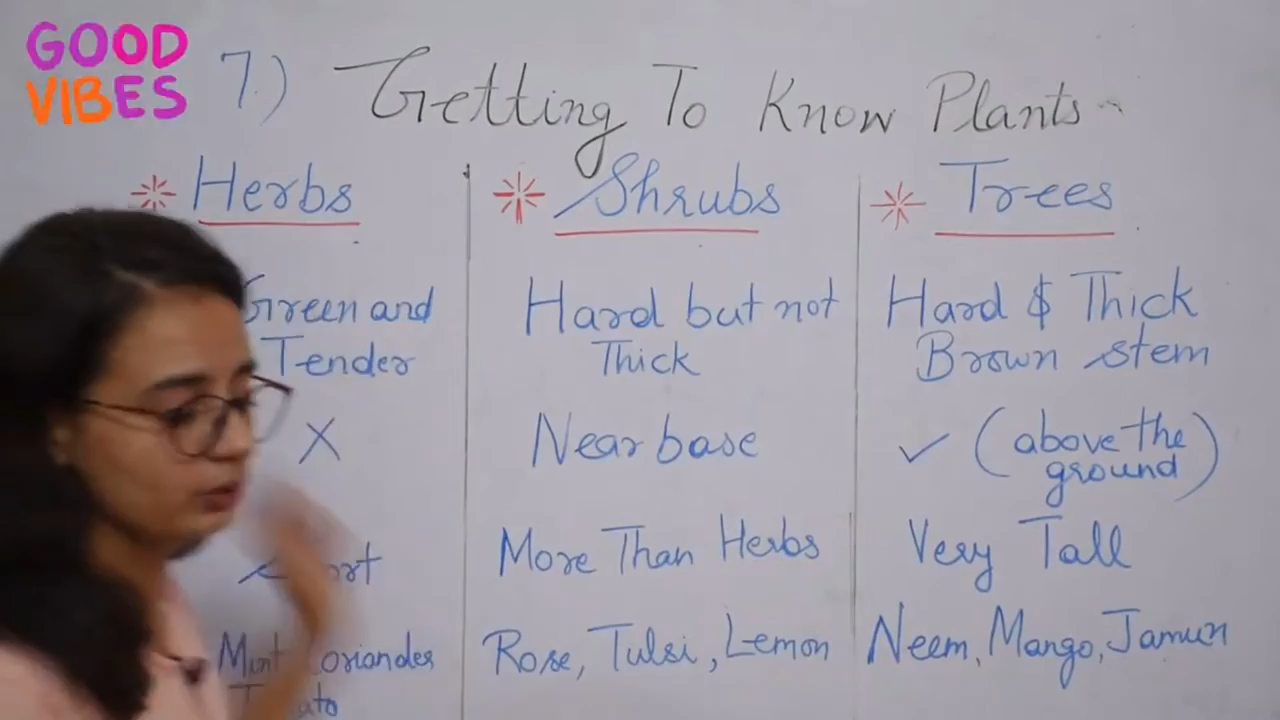 GOOD
VIBES
7.) Getting To Know Plants
Herbs
Shrubs
Trees
Green and
Tender
Hard but not
Thick
Hard & Thick
Brown stem
X
Near base
✓ (above the
ground)
More Than Herbs
Very Tall
Rose, Tulsi, Lemon
Neem, Mango, Jamun